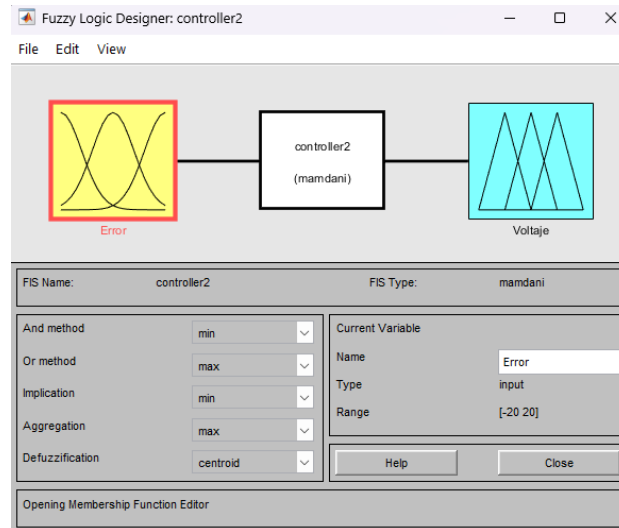 Fuzzy Logic Designer: controller2
File Edit View
controller2
(mamdani)
Error
Voltaje
FIS Name: controller2 FIS Type: mamdani
And method min
Or method max
Implication min
Aggregation max
Defuzzification centroid
Current Variable
Name Error
Type input
Range [-20 20]
Help Close
Opening Membership Function Editor